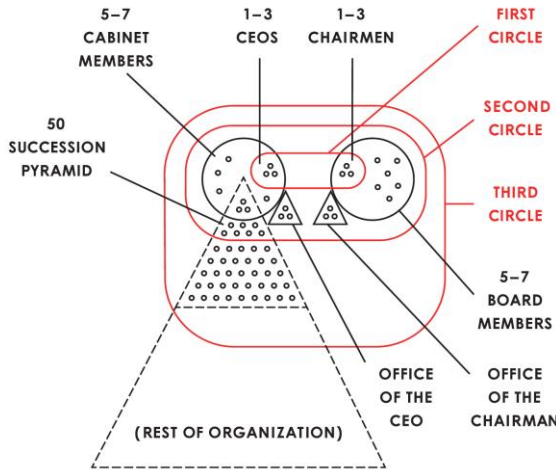 5–7
CABINET
MEMBERS
1–3
CEOS
1–3
CHAIRMEN
FIRST
CIRCLE
SECOND
CIRCLE
50
SUCCESSION
PYRAMID
THIRD
CIRCLE
5–7
BOARD
MEMBERS
OFFICE
OF THE
CEO
OFFICE
OF THE
CHAIRMAN
(REST OF ORGANIZATION)